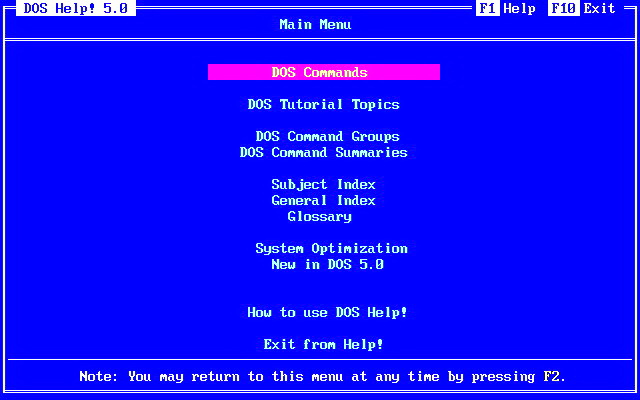 DOS Help! 5.0 F1 Help F10 Exit
Main Menu
DOS Commands
DOS Tutorial Topics
DOS Command Groups
DOS Command Summaries
Subject Index
General Index
Glossary
System Optimization
New in DOS 5.0
How to use DOS Help!
Exit from Help!
Note: You may return to this menu at any time by pressing F2.